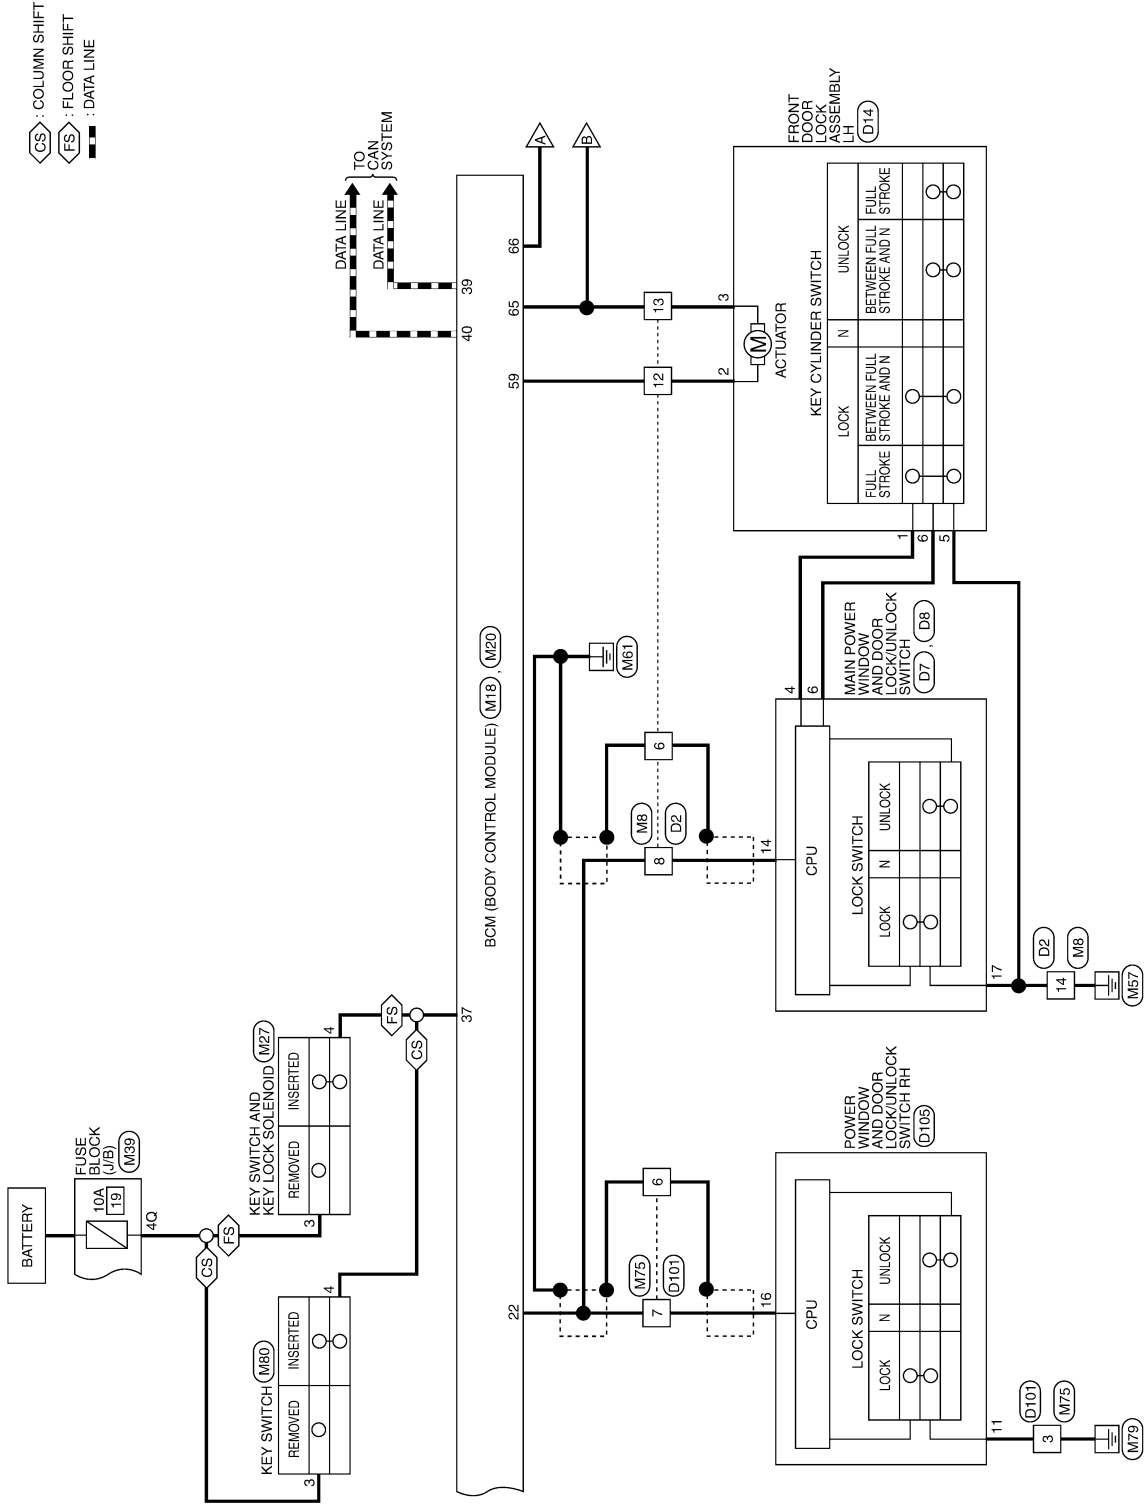 CS : COLUMN SHIFT
FS : FLOOR SHIFT
: DATA LINE
BATTERY
FUSE
BLOCK
(J/B)
M39
10A
19
4Q
CS
FS
KEY SWITCH M80
REMOVED
INSERTED
3
4
KEY SWITCH AND
KEY LOCK SOLENOID M27
REMOVED
INSERTED
3
4
FS
CS
DATA LINE
DATA LINE
TO
CAN
SYSTEM
37
40
39
BCM (BODY CONTROL MODULE) M18 , M20
22
59
65
66
A
B
M61
M75
D101
7
6
M8
D2
8
6
12
13
16
14
2
3
POWER
WINDOW
AND DOOR
LOCK/UNLOCK
SWITCH RH
D105
CPU
LOCK SWITCH
LOCK
N
UNLOCK
11
3
D101
M75
M79
MAIN POWER
WINDOW
AND DOOR
LOCK/UNLOCK
SWITCH
D7 , D8
4
6
CPU
LOCK SWITCH
LOCK
N
UNLOCK
17
14
D2
M8
M57
FRONT
DOOR
LOCK
ASSEMBLY
LH
D14
M
ACTUATOR
KEY CYLINDER SWITCH
LOCK
N
UNLOCK
FULL
STROKE
BETWEEN FULL
STROKE AND N
BETWEEN FULL
STROKE AND N
FULL
STROKE
1
6
5